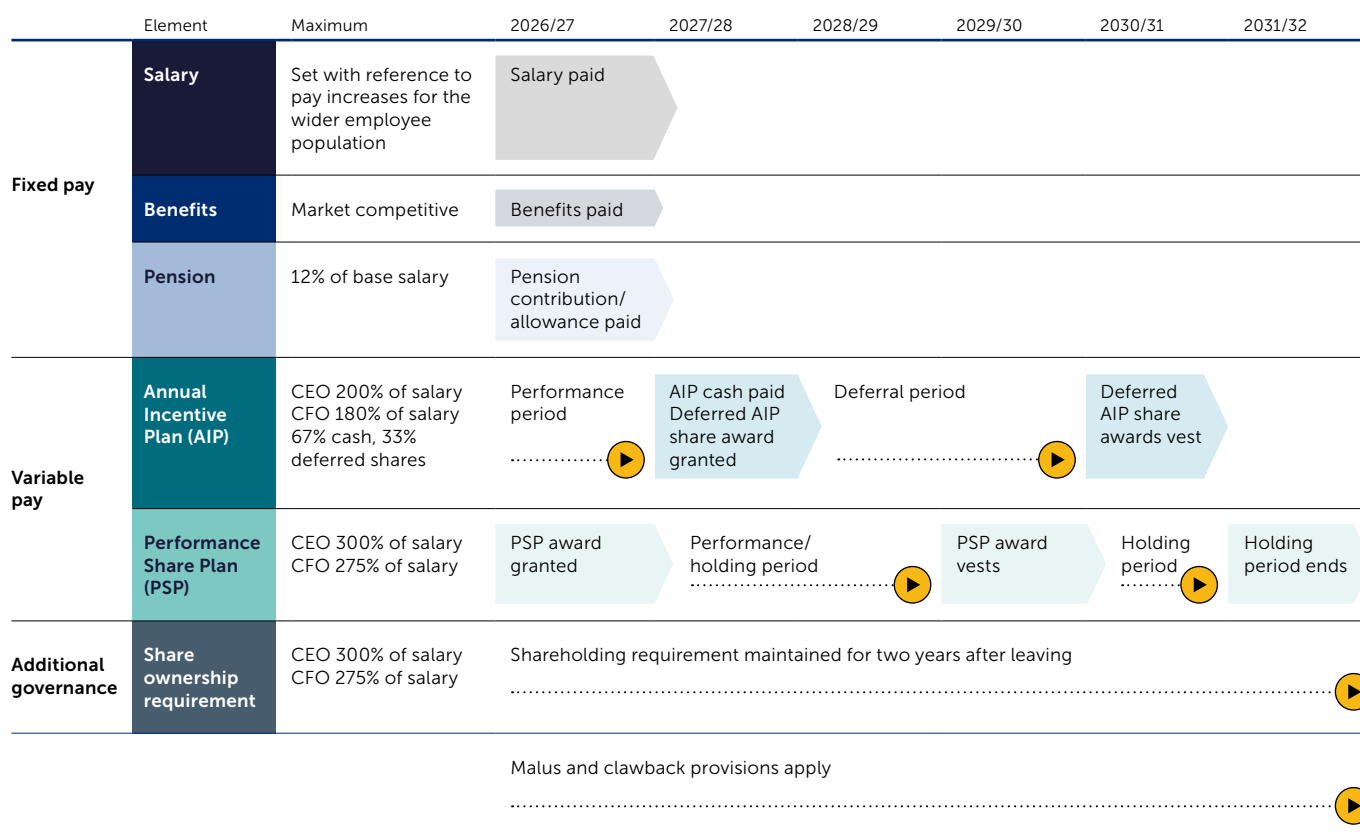 Element Maximum 2026/27 2027/28 2028/29 2029/30 2030/31 2031/32
Fixed pay
Salary
Set with reference to
pay increases for the
wider employee
population
Salary paid
Benefits
Market competitive
Benefits paid
Pension
12% of base salary
Pension
contribution/
allowance paid
Variable
pay
Annual
Incentive
Plan (AIP)
CEO 200% of salary
CFO 180% of salary
67% cash, 33%
deferred shares
Performance
period
AIP cash paid
Deferred AIP
share award
granted
Deferral period
Deferred
AIP share
awards vest
Performance
Share Plan
(PSP)
CEO 300% of salary
CFO 275% of salary
PSP award
granted
Performance/
holding period
PSP award
vests
Holding
period
Holding
period ends
Additional
governance
Share
ownership
requirement
CEO 300% of salary
CFO 275% of salary
Shareholding requirement maintained for two years after leaving
Malus and clawback provisions apply